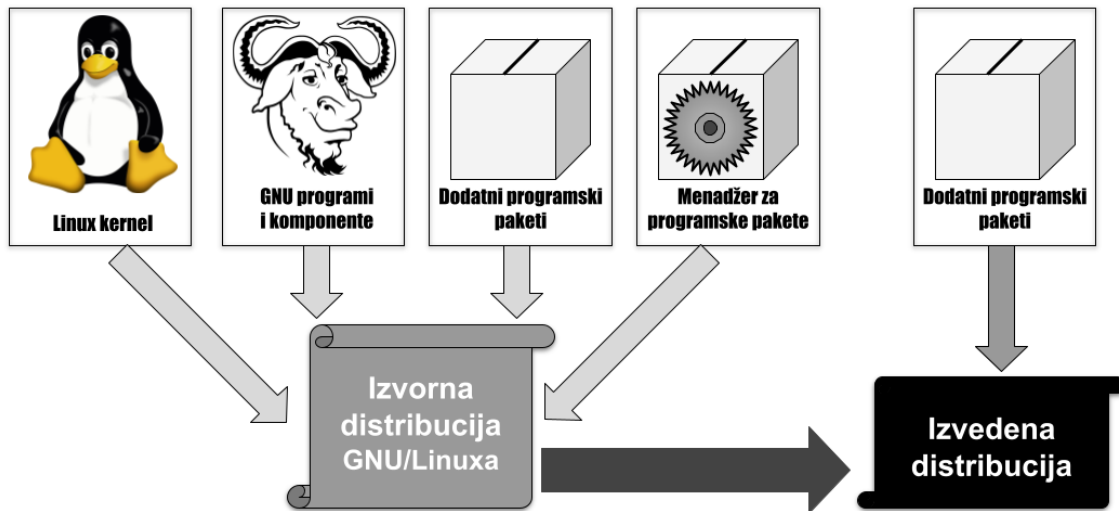 Linux kernel
GNU programi
i komponente
Dodatni programski
paketi
Menadžer za
programske pakete
Dodatni programski
paketi
Izvorna
distribucija
GNU/Linuxa
Izvedena
distribucija